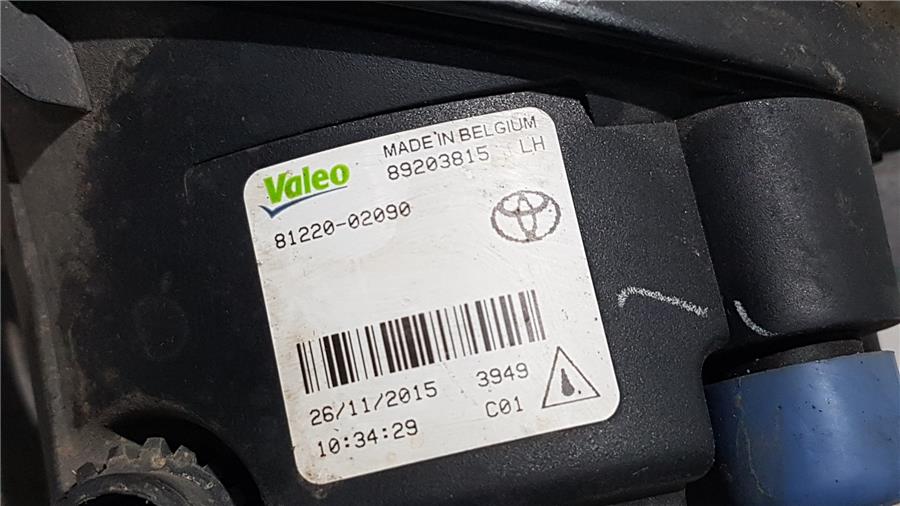 MADE IN BELGIUM
Valeo 89203815 LH
81220-02090
26/11/2015 3949
10:34:29 C01